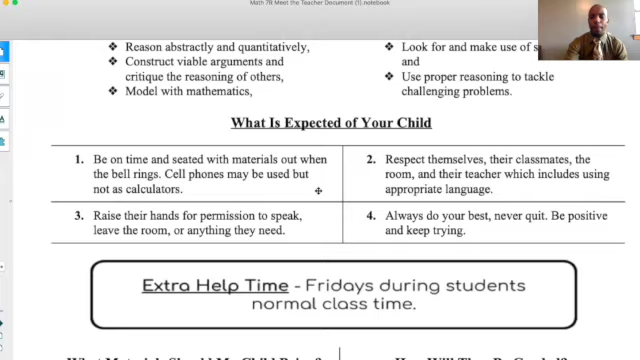 Math 7R Meet the Teacher Document (1).notebook
Reason abstractly and quantitatively,
Construct viable arguments and
critique the reasoning of others,
Model with mathematics,
Look for and make use of
and
Use proper reasoning to tackle
challenging problems.
What Is Expected of Your Child
1. Be on time and seated with materials out when
the bell rings. Cell phones may be used but
not as calculators.
2. Respect themselves, their classmates, the
room, and their teacher which includes using
appropriate language.
3. Raise their hands for permission to speak,
leave the room, or anything they need.
4. Always do your best, never quit. Be positive
and keep trying.
Extra Help Time - Fridays during students
normal class time.